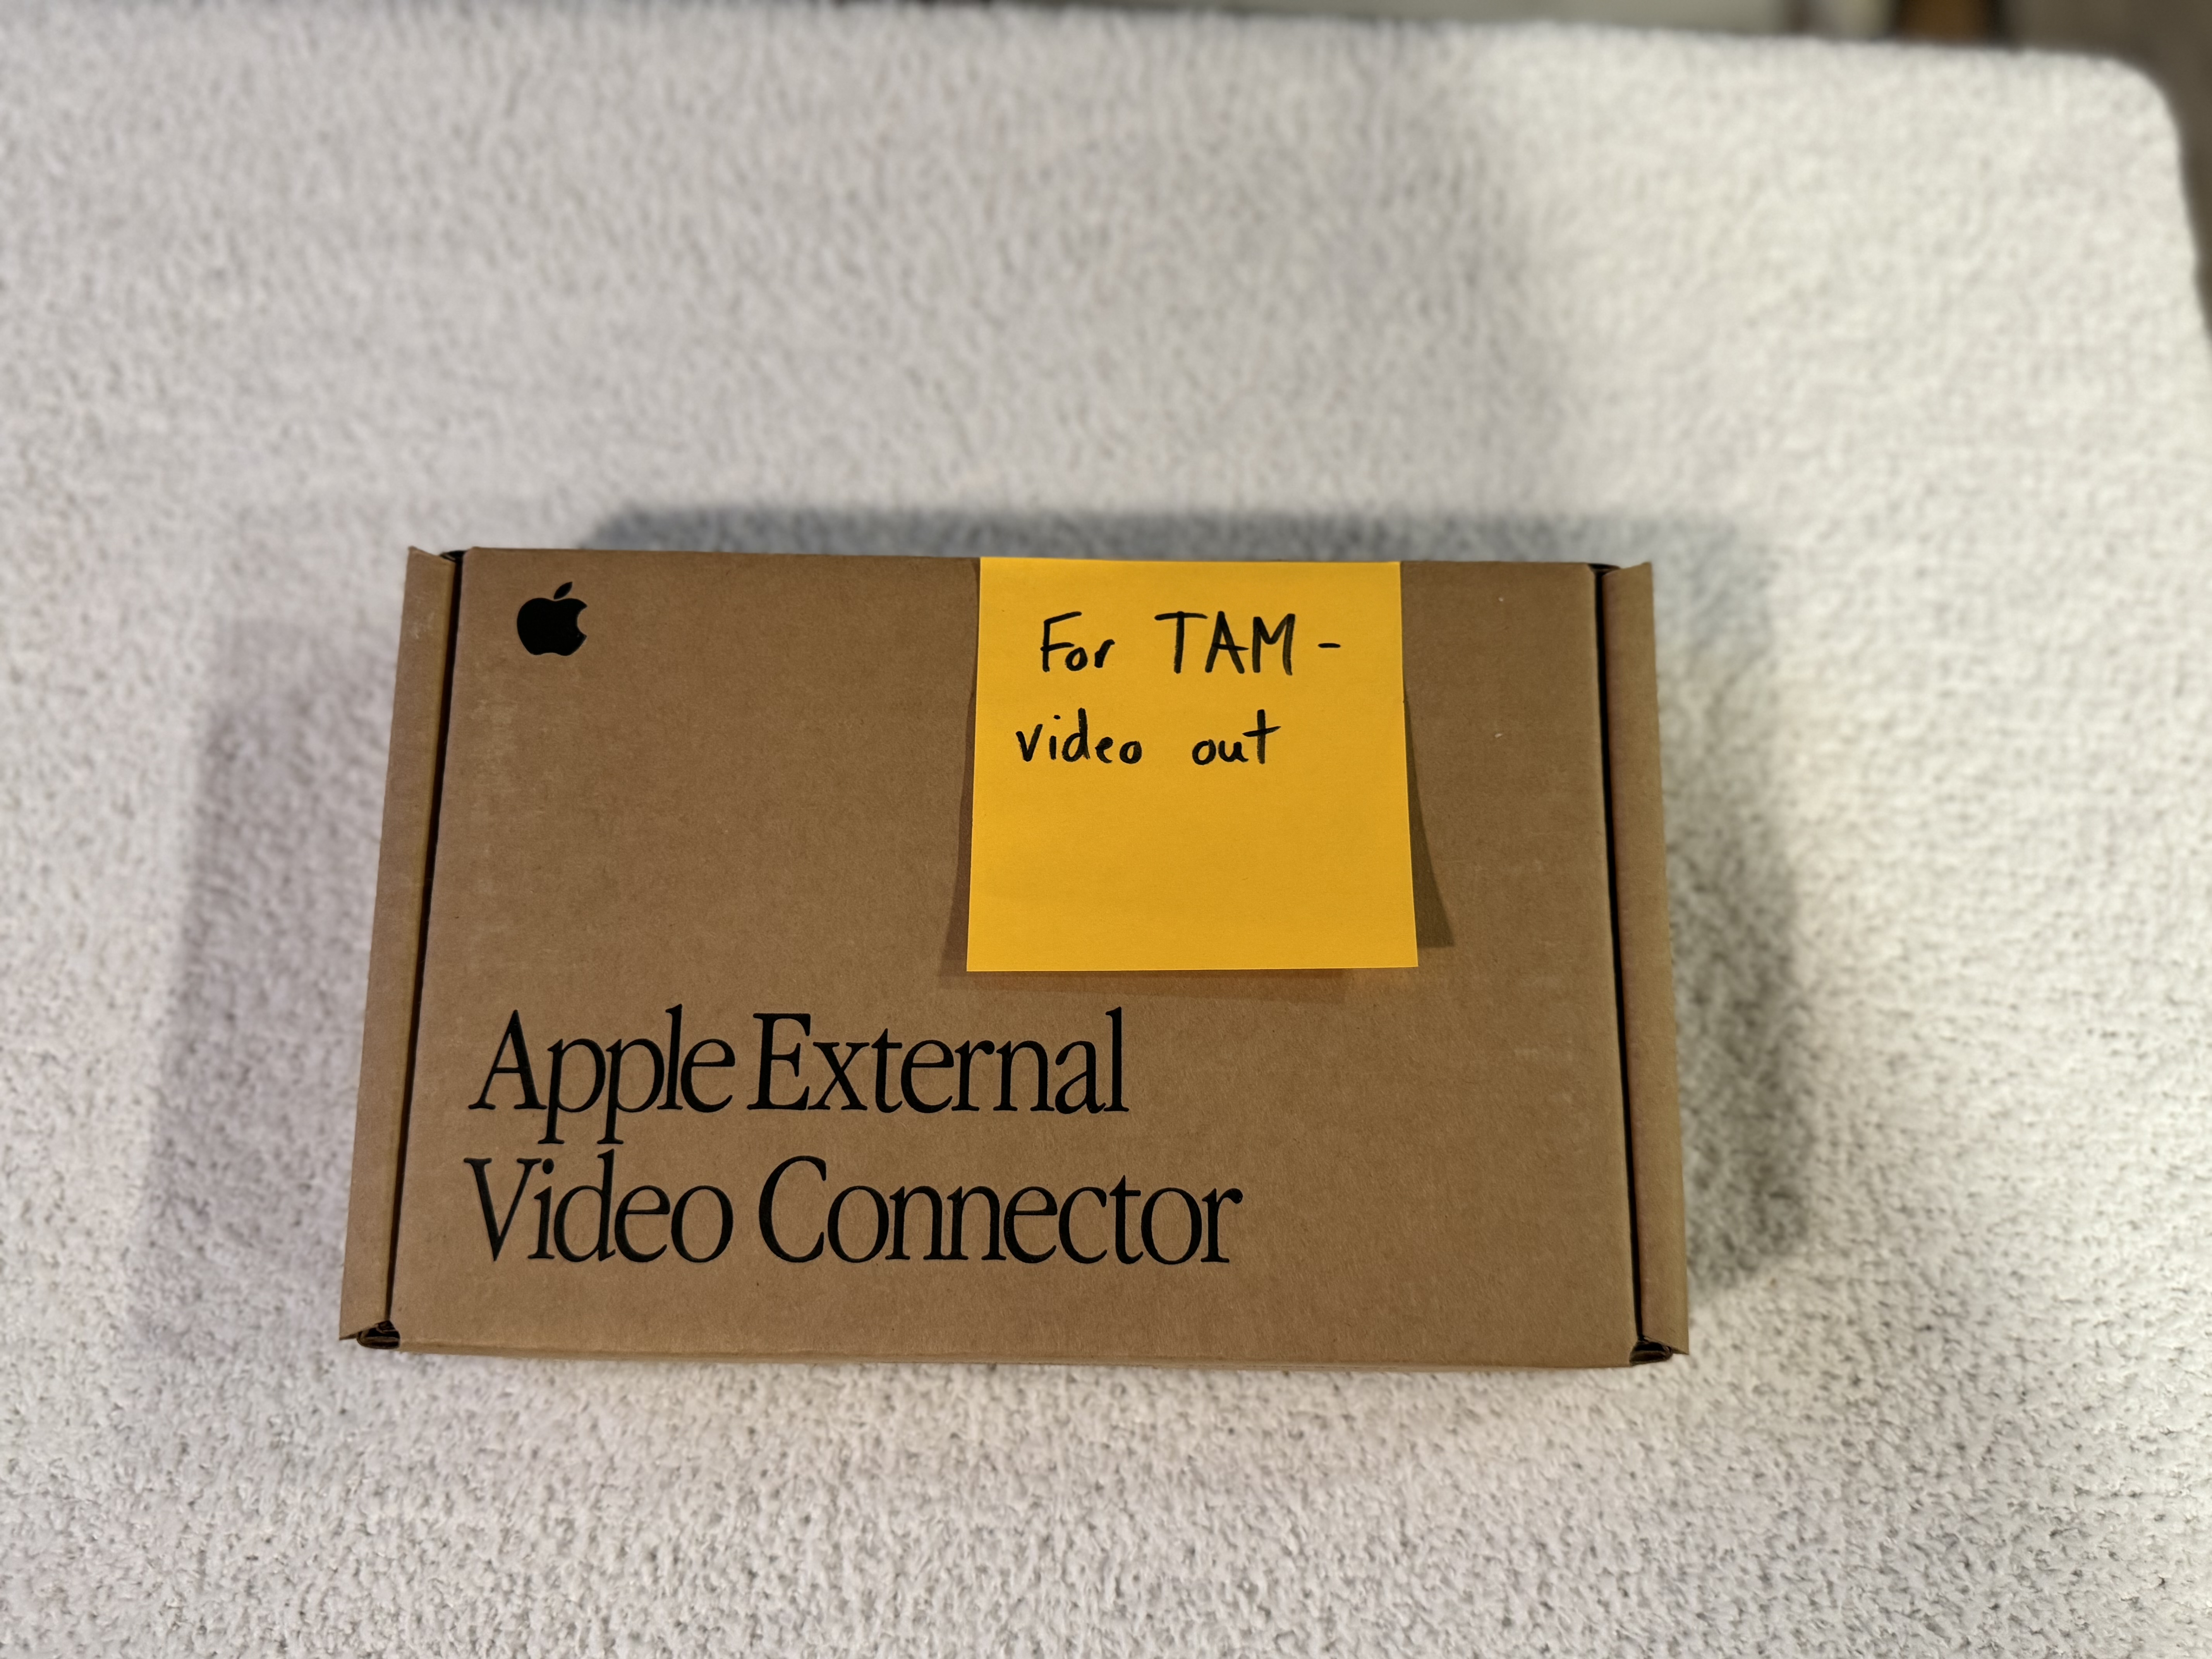 For TAM -
video out
Apple External
Video Connector